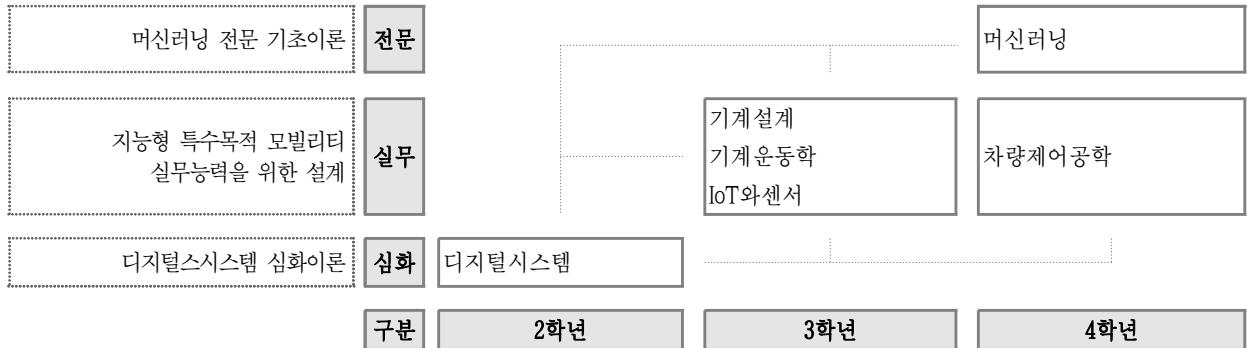 머신러닝 전문 기초이론 전문 머신러닝
지능형 특수목적 모빌리티
실무능력을 위한 설계
실무
기계설계
기계운동학
IoT와센서
차량제어공학
디지털스시스템 심화이론 심화 디지털시스템
구분 2학년 3학년 4학년